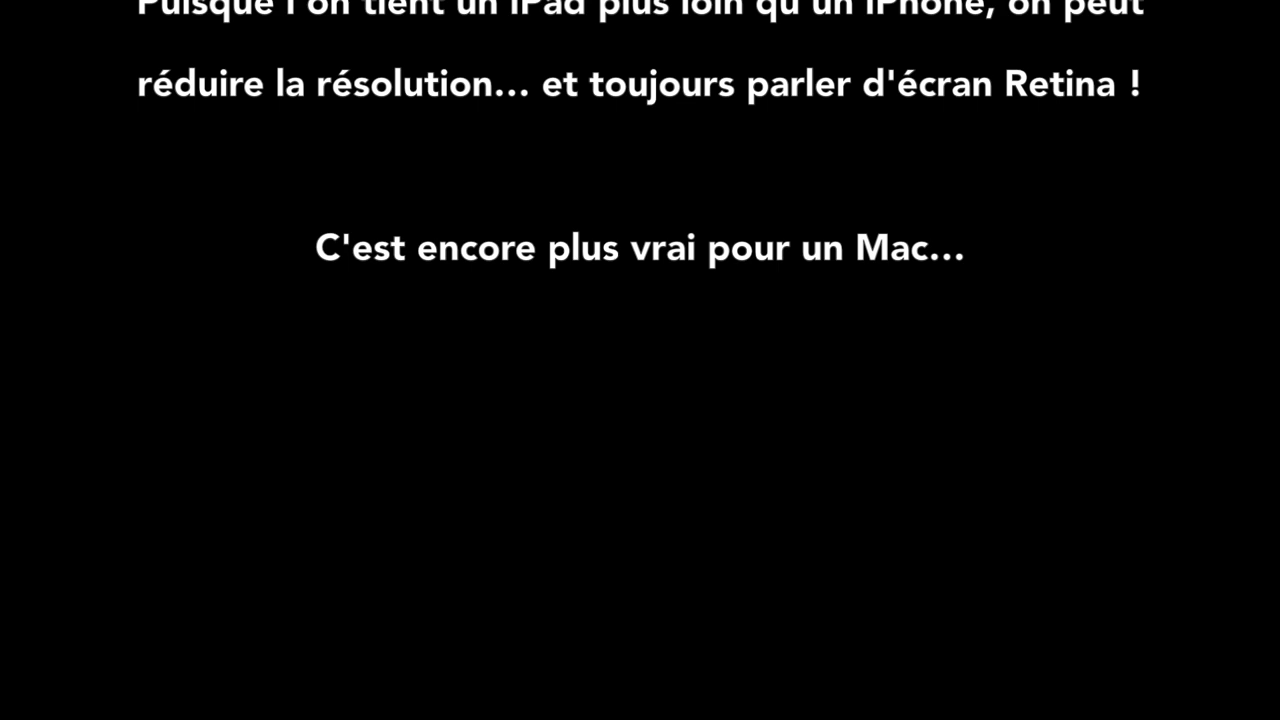 Puisque l'on tient un iPad plus loin qu'un iPhone, on peut
réduire la résolution... et toujours parler d'écran Retina !
C'est encore plus vrai pour un Mac...